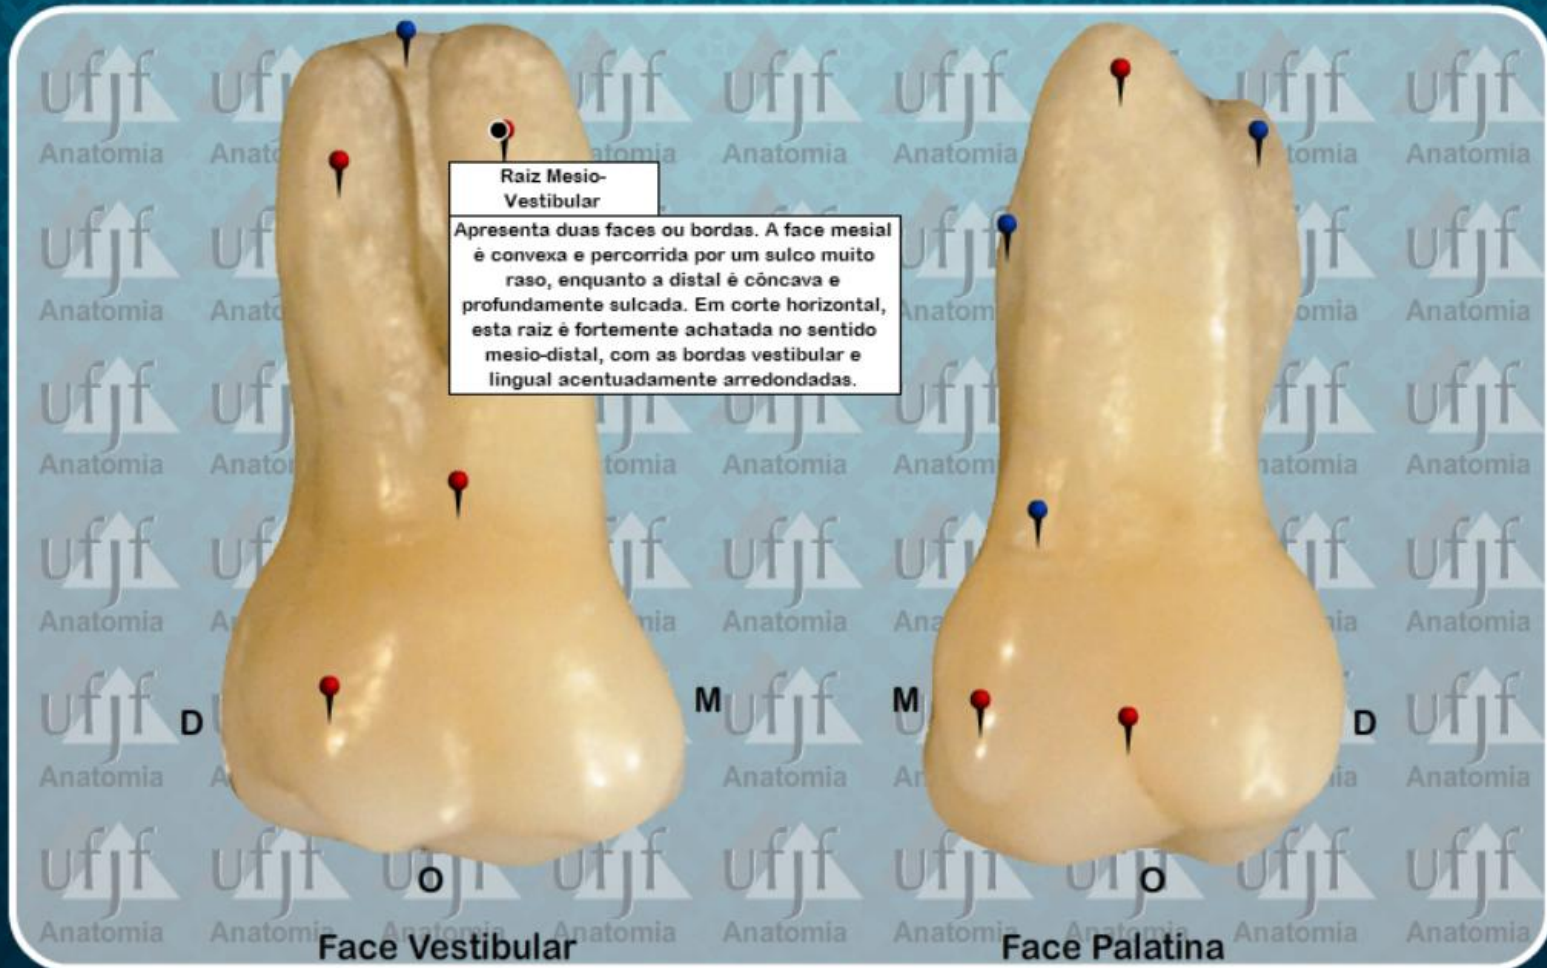 ufjf
Anatomia
Raiz Mesio-
Vestibular
Apresenta duas faces ou bordas. A face mesial
é convexa e percorrida por um sulco muito
raso, enquanto a distal é côncava e
profundamente sulcada. Em corte horizontal,
esta raiz é fortemente achatada no sentido
mesio-distal, com as bordas vestibular e
lingual acentuadamente arredondadas.
D
M
M
D
O
O
Face Vestibular
Face Palatina